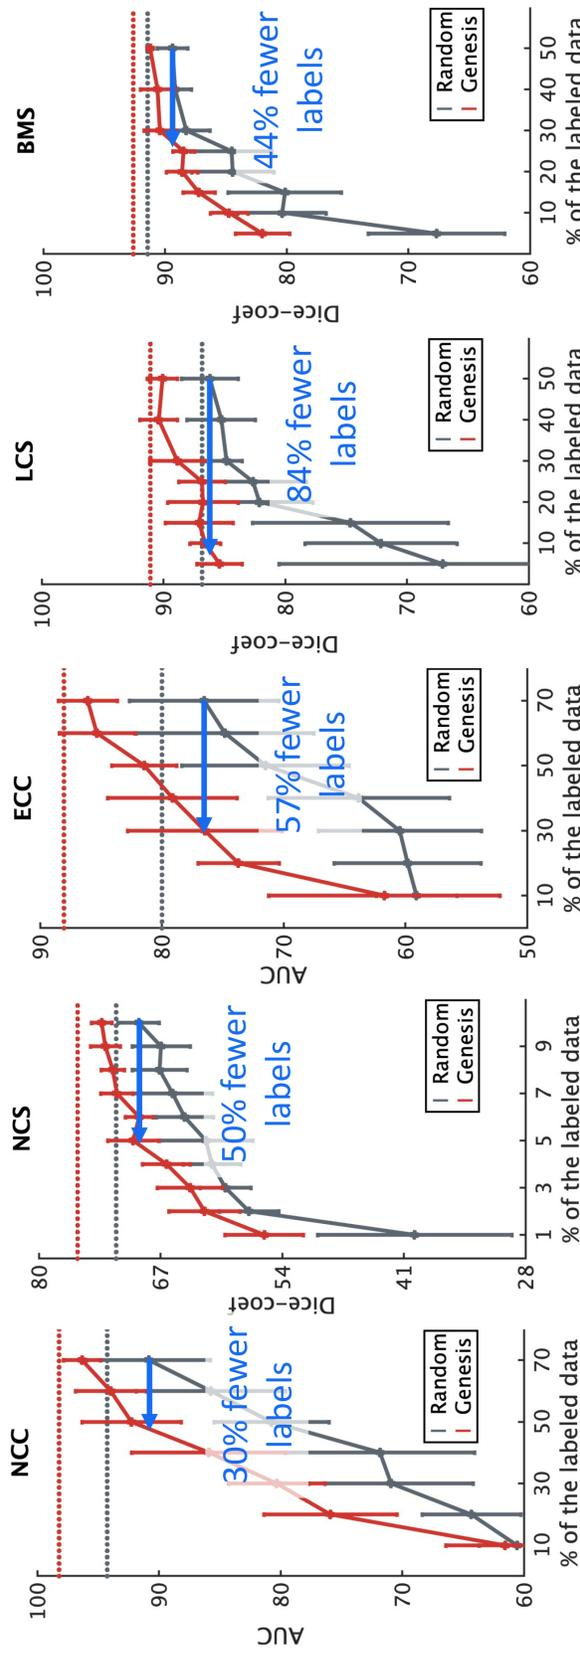 NCC
AUC
100
90
80
70
60
30% fewer
labels
Random
Genesis
10
30
50
70
% of the labeled data
NCS
Dice-coef
80
67
54
41
28
50% fewer
labels
Random
Genesis
1
3
5
7
9
% of the labeled data
ECC
AUC
90
80
70
60
50
57% fewer
labels
Random
Genesis
10
30
50
70
% of the labeled data
LCS
Dice-coef
100
90
80
70
60
84% fewer
labels
Random
Genesis
10
20
30
40
50
% of the labeled data
BMS
Dice-coef
100
90
80
70
60
44% fewer
labels
Random
Genesis
10
20
30
40
50
% of the labeled data